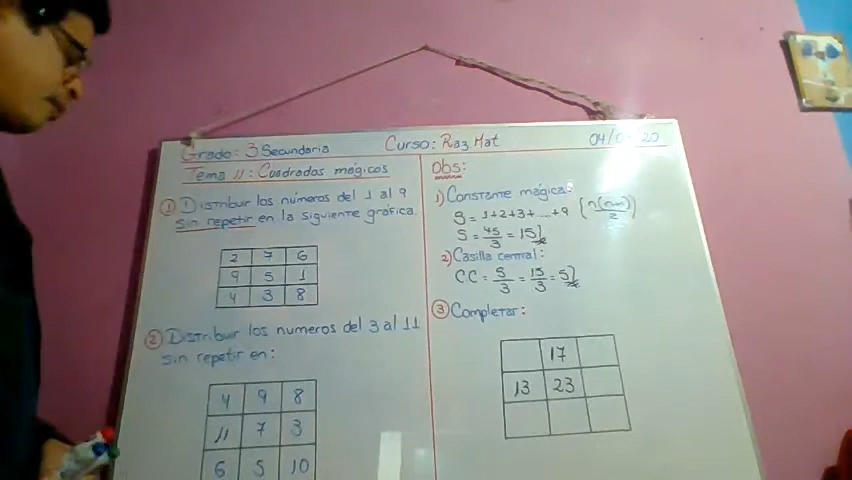 Grado: 3 Secundaria
Curso: Raz Mat
Tema 11: Cuadrados mágicos
① Distribuir los números del 1 al 9
sin repetir en la siguiente gráfica.
2 7 6
9 5 1
4 3 8
② Distribuir los numeros del 3 al 11
sin repetir en:
4 9 8
11 7 3
6 5 10
Obs:
1) Constante mágica:
S = 1+2+3+....+9
S = 45/3 = 15
2) Casilla central:
CC = S/3 = 15/3 = 5
③ Completar:
17
13 23